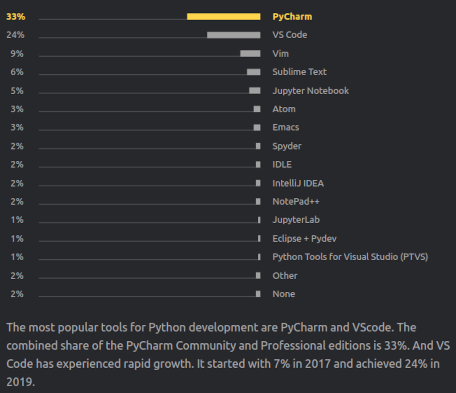 33% PyCharm
24% VS Code
9% Vim
6% Sublime Text
5% Jupyter Notebook
3% Atom
3% Emacs
2% Spyder
2% IDLE
2% IntelliJ IDEA
2% NotePad++
1% JupyterLab
1% Eclipse + Pydev
1% Python Tools for Visual Studio (PTVS)
2% Other
2% None
The most popular tools for Python development are PyCharm and VScode. The
combined share of the PyCharm Community and Professional editions is 33%. And VS
Code has experienced rapid growth. It started with 7% in 2017 and achieved 24% in
2019.